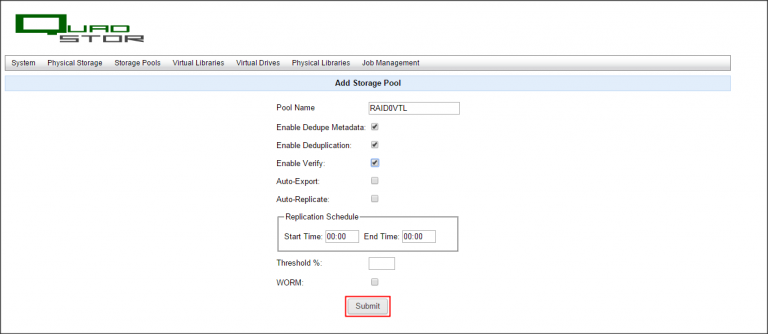 QUAD
STOR
System Physical Storage Storage Pools Virtual Libraries Virtual Drives Physical Libraries Job Management
Add Storage Pool
Pool Name RAID0VTL
Enable Dedupe Metadata:
Enable Deduplication:
Enable Verify:
Auto-Export:
Auto-Replicate:
Replication Schedule
Start Time: 00:00 End Time: 00:00
Threshold %:
WORM:
Submit